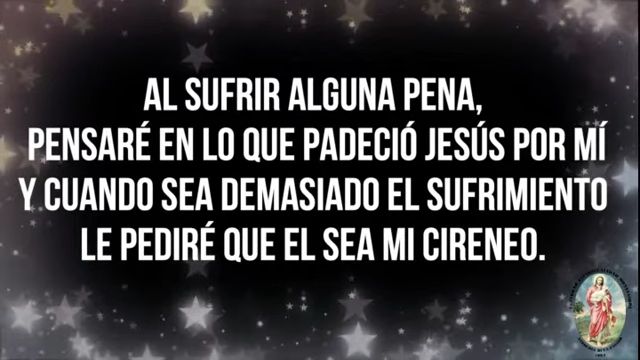 AL SUFRIR ALGUNA PENA,
PENSARÉ EN LO QUE PADECIÓ JESÚS POR MÍ
Y CUANDO SEA DEMASIADO EL SUFRIMIENTO
LE PEDIRÉ QUE EL SEA MI CIRENEO.